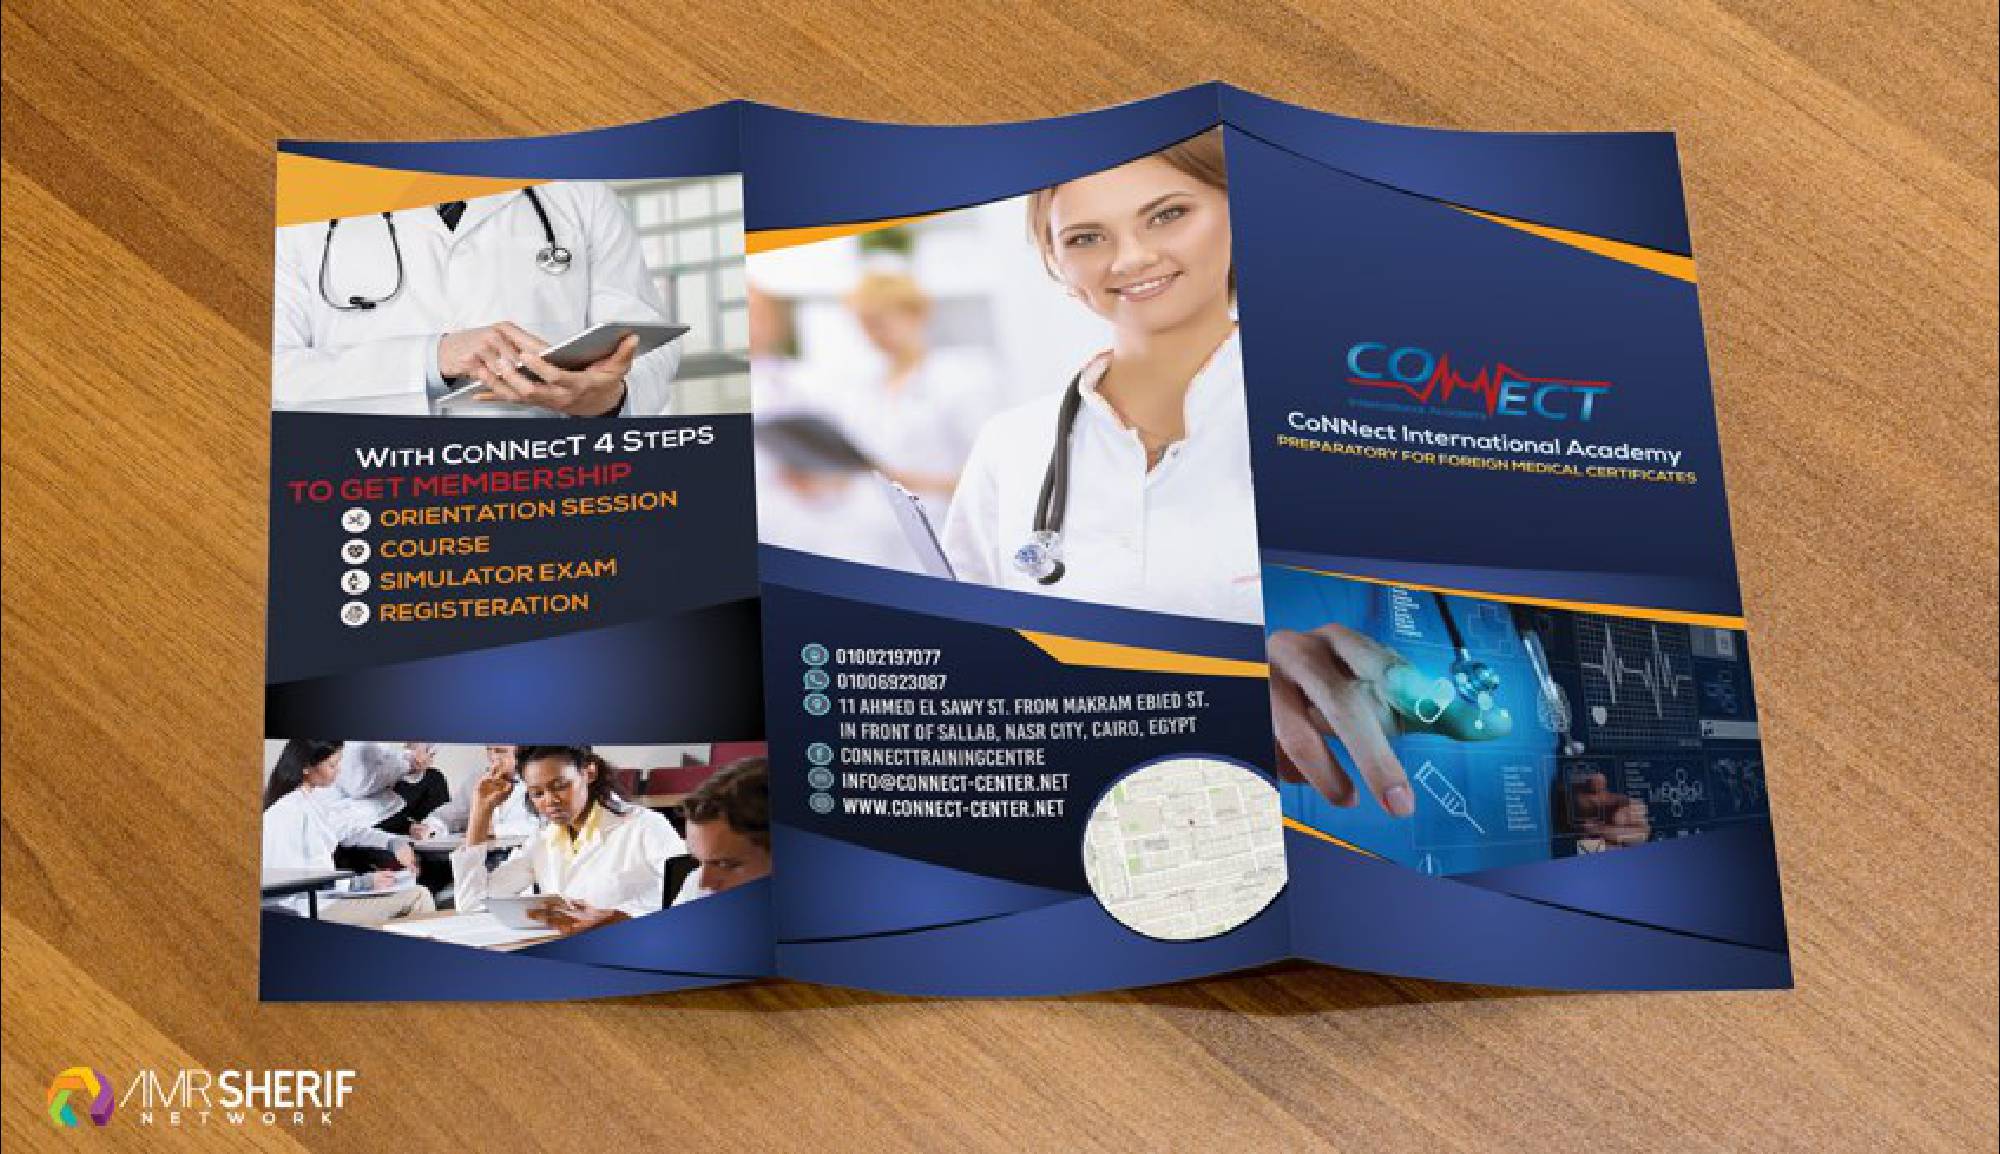 WITH CONNECT 4 STEPS
TO GET MEMBERSHIP
ORIENTATION SESSION
COURSE
SIMULATOR EXAM
REGISTERATION
01002197077
01006923087
11 AHMED EL SAWY ST. FROM MAKRAM EBIED ST.
IN FRONT OF SALLAB, NASR CITY, CAIRO, EGYPT
CONNECTTRAININGCENTRE
INFO@CONNECT-CENTER.NET
WWW.CONNECT-CENTER.NET
CONNECT
International Academy
CoNNect International Academy
PREPARATORY FOR FOREIGN MEDICAL CERTIFICATES
AMR SHERIF
NETWORK